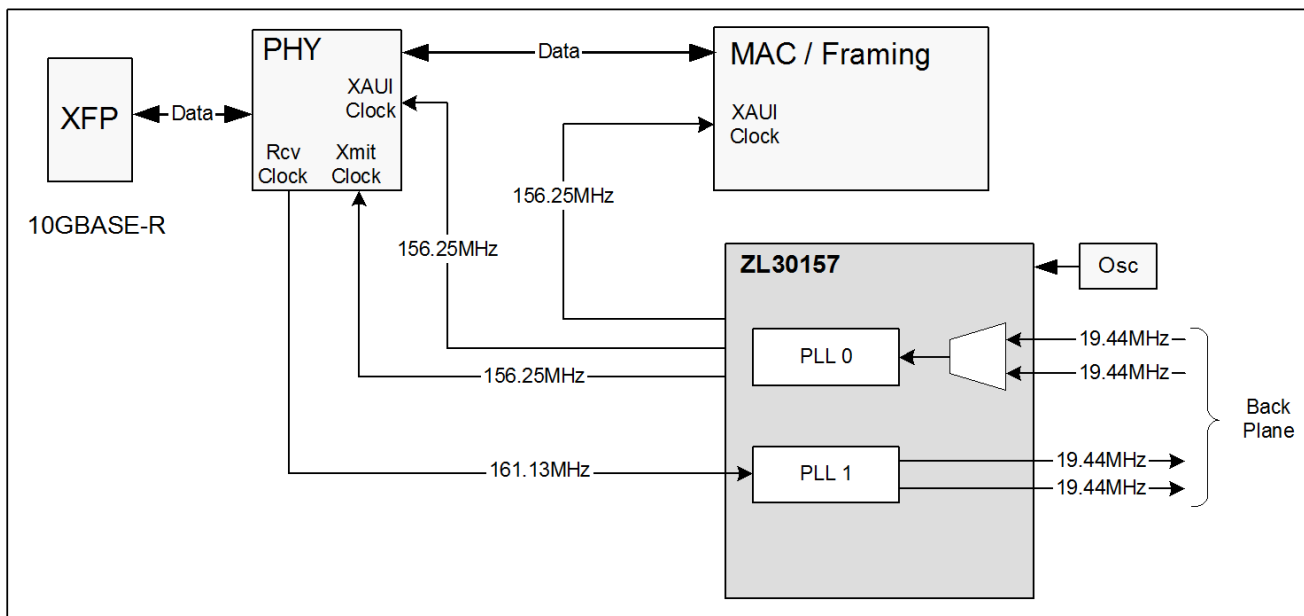 PHY
XAUI
Clock
Rcv
Clock
Xmit
Clock
Data
MAC / Framing
XAUI
Clock
XFP
Data
10GBASE-R
156.25MHz
156.25MHz
156.25MHz
161.13MHz
ZL30157
Osc
PLL 0
19.44MHz
19.44MHz
PLL 1
19.44MHz
19.44MHz
Back
Plane